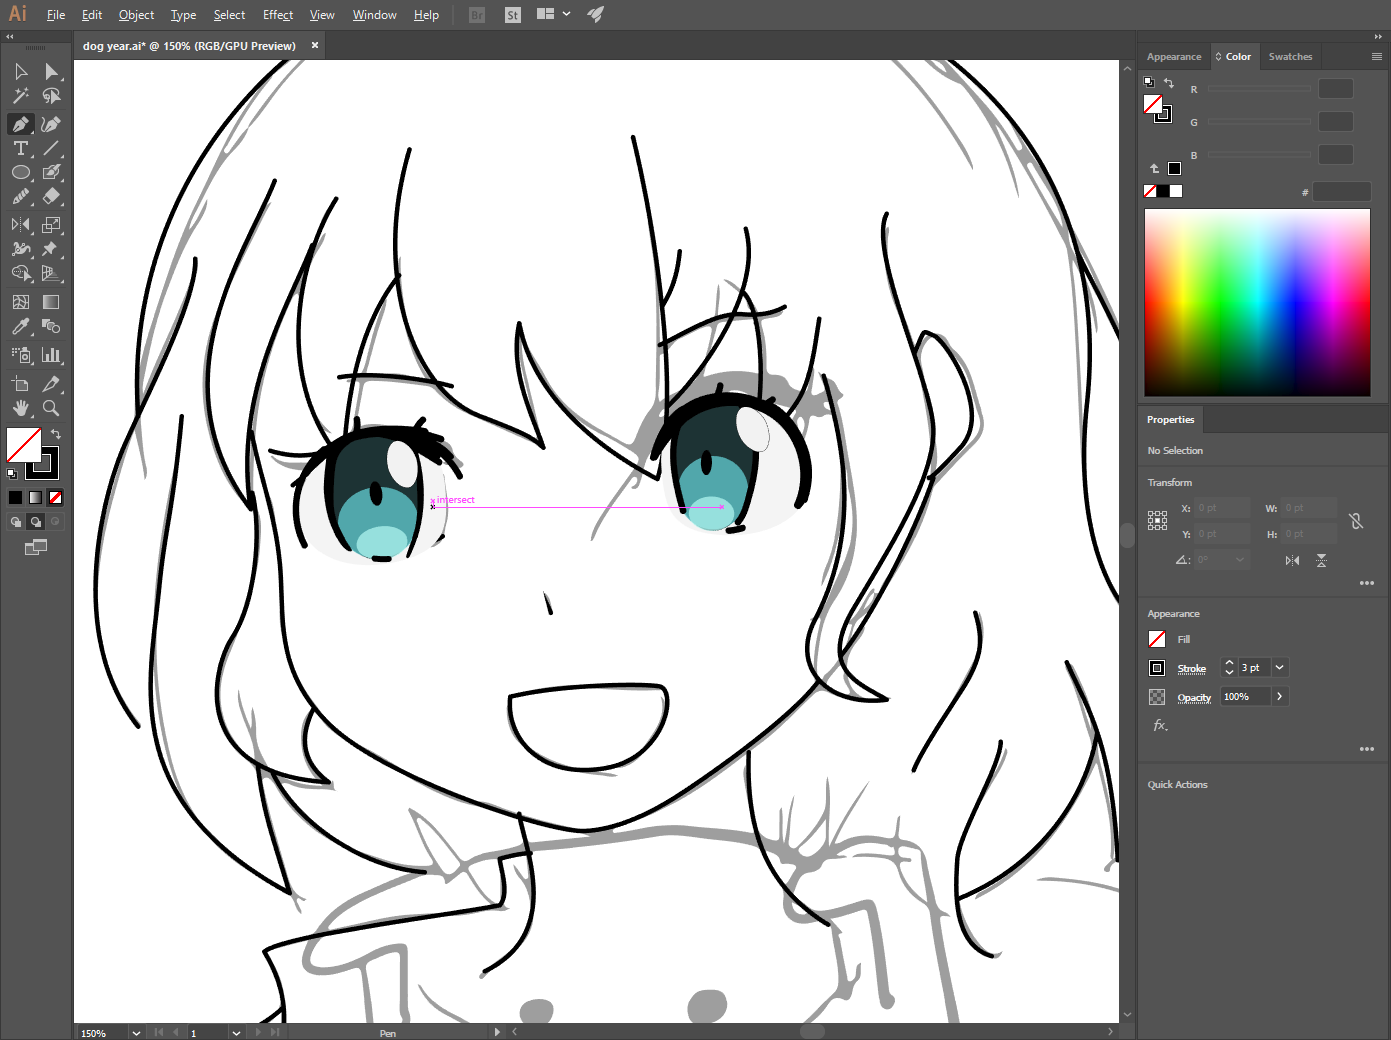 Ai File Edit Object Type Select Effect View Window Help Br St
dog year.ai* @ 150% (RGB/GPU Preview) ×
Appearance Color Swatches
R
G
B
#
intersect
Properties
No Selection
Transform
X: 0 pt W: 0 pt
Y: 0 pt H: 0 pt
0°
Appearance
Fill
Stroke 3 pt
Opacity 100%
fx.
Quick Actions
150% 1 Pen